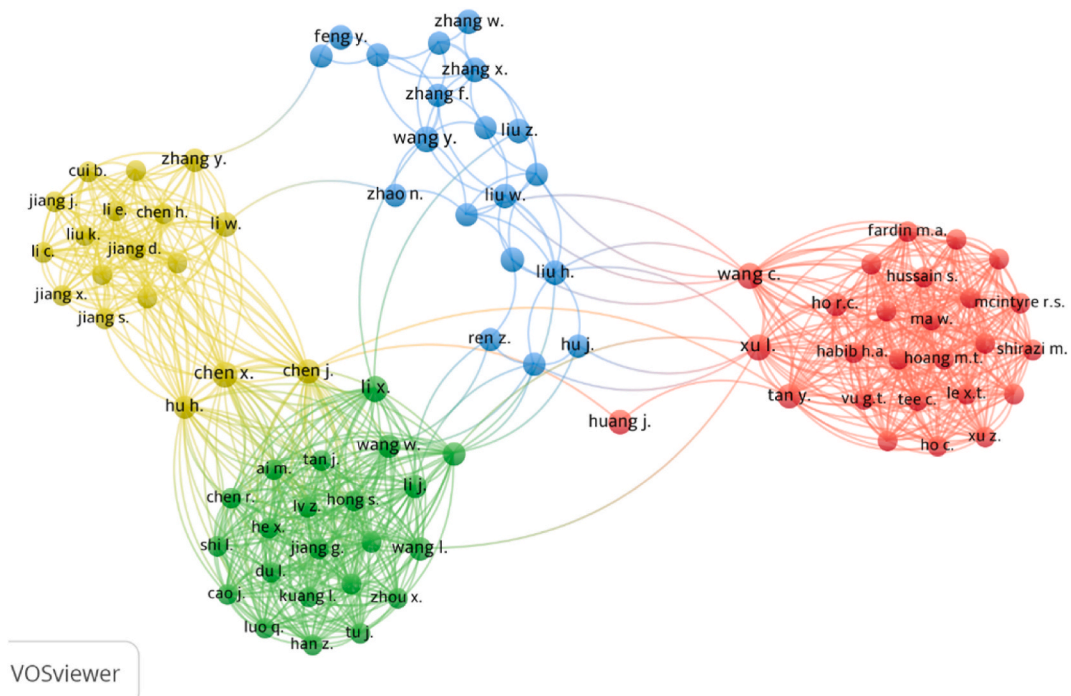 zhang w.
feng y.
zhang x.
zhang f.
liu z.
wang y.
zhang y.
cui b.
zhao n.
liu w.
jiang j.
li e.
chen h.
li w.
liu k.
jiang d.
li c.
jiang x.
jiang s.
liu h.
wang c.
fardin m.a.
hussain s.
ho r.c.
mcintyre r.s.
ma w.
ren z.
hu j.
xu l.
habib h.a.
hoang m.t.
shirazi m.
chen x.
chen j.
li x.
hu h.
tan y.
vu g.t.
tee c.
le x.t.
huang j.
ho c.
xu z.
wang w.
ai m.
tan j.
li j.
chen r.
lv z.
hong s.
he x.
shi l.
jiang g.
wang l.
du l.
cao j.
kuang l.
zhou x.
luo q.
han z.
tu j.
VOSviewer